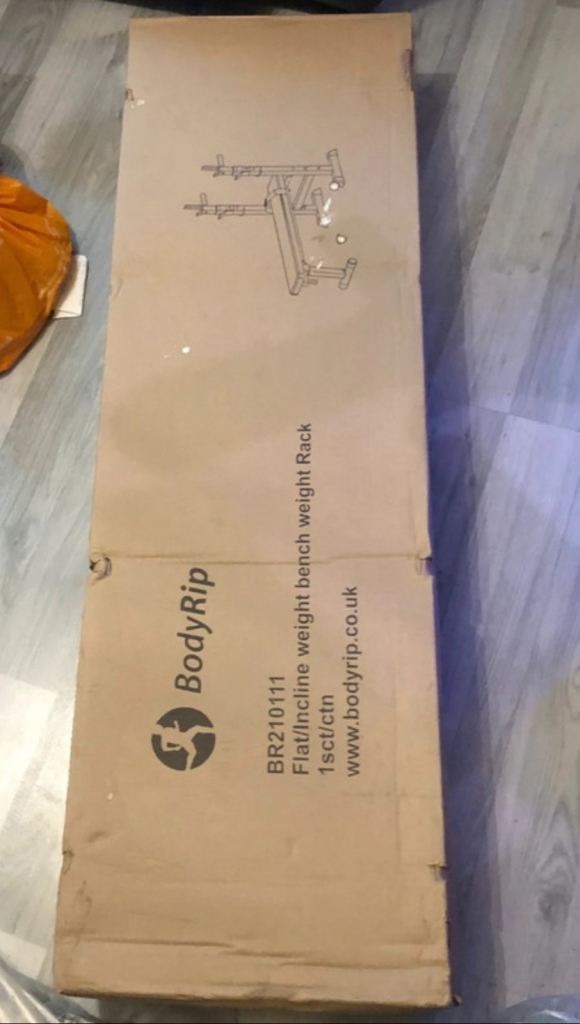 BodyRip
BR210111
Flat/Incline weight bench weight Rack
1sct/ctn
www.bodyrip.co.uk